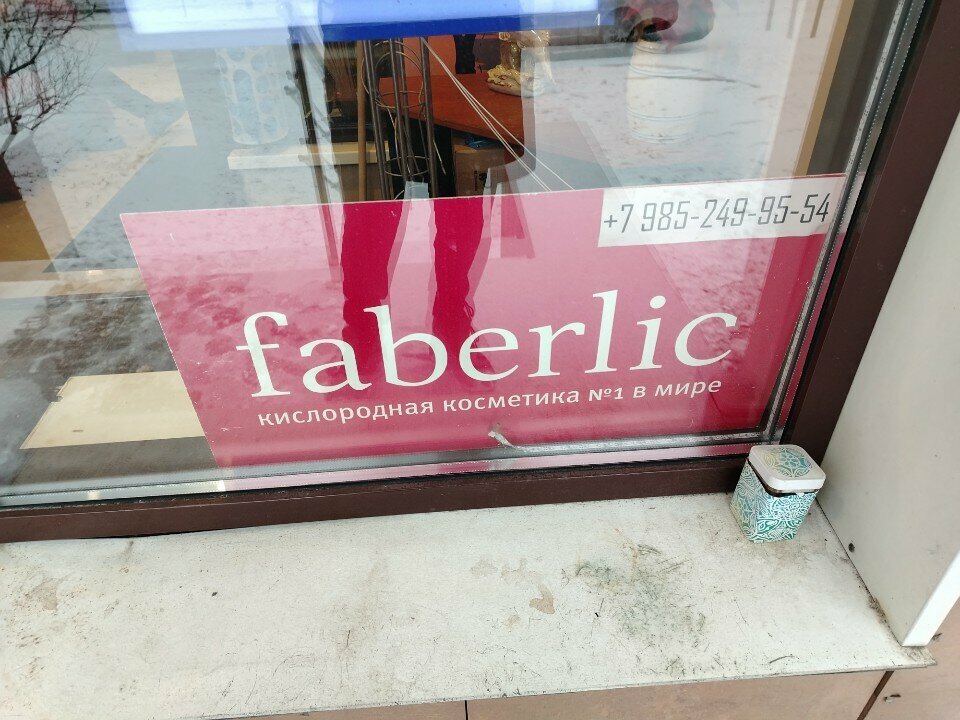 +7 985-249-95-54
faberlic
кислородная косметика №1 в мире